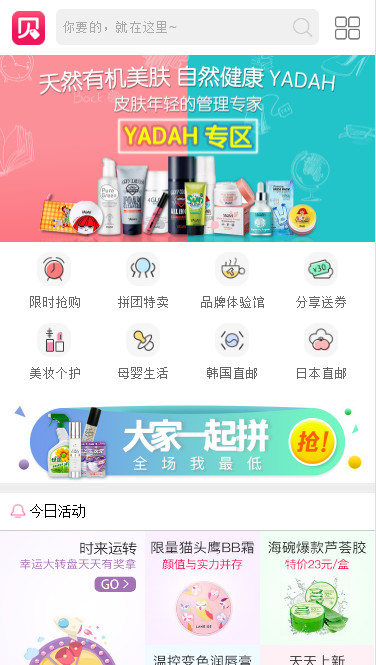 贝
你要的，就在这里~
天然有机美肤 自然健康 YADAH
皮肤年轻的管理专家
YADAH 专区
限时抢购
拼团特卖
品牌体验馆
分享送券
¥30
美妆个护
母婴生活
韩国直邮
日本直邮
大家一起拼
全场我最低
抢!
今日活动
时来运转
幸运大转盘天天有奖拿
GO >
限量猫头鹰BB霜
颜值与实力并存
LANEIGE
海碗爆款芦荟胶
特价23元/盒
温控变色润唇膏
天天上新